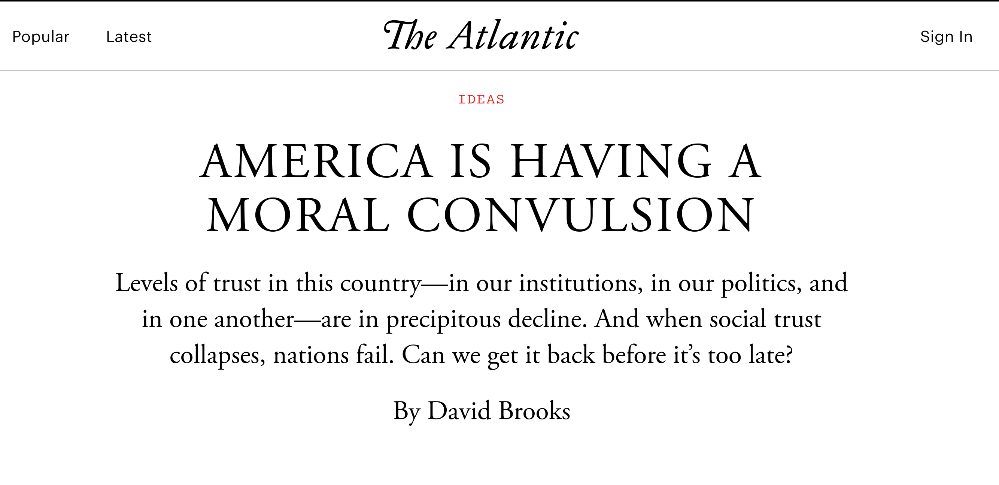 Popular Latest The Atlantic Sign In
IDEAS
AMERICA IS HAVING A
MORAL CONVULSION
Levels of trust in this country—in our institutions, in our politics, and
in one another—are in precipitous decline. And when social trust
collapses, nations fail. Can we get it back before it’s too late?
By David Brooks